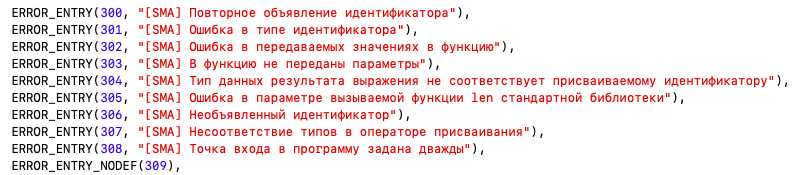 ERROR_ENTRY(300, "[SMA] Повторное объявление идентификатора"),
ERROR_ENTRY(301, "[SMA] Ошибка в типе идентификатора"),
ERROR_ENTRY(302, "[SMA] Ошибка в передаваемых значениях в функцию"),
ERROR_ENTRY(303, "[SMA] В функцию не переданы параметры"),
ERROR_ENTRY(304, "[SMA] Тип данных результата выражения не соответствует присваиваемому идентификатору"),
ERROR_ENTRY(305, "[SMA] Ошибка в параметре вызываемой функции len стандартной библиотеки"),
ERROR_ENTRY(306, "[SMA] Необъявленный идентификатор"),
ERROR_ENTRY(307, "[SMA] Несоответствие типов в операторе присваивания"),
ERROR_ENTRY(308, "[SMA] Точка входа в программу задана дважды"),
ERROR_ENTRY_NODEF(309),